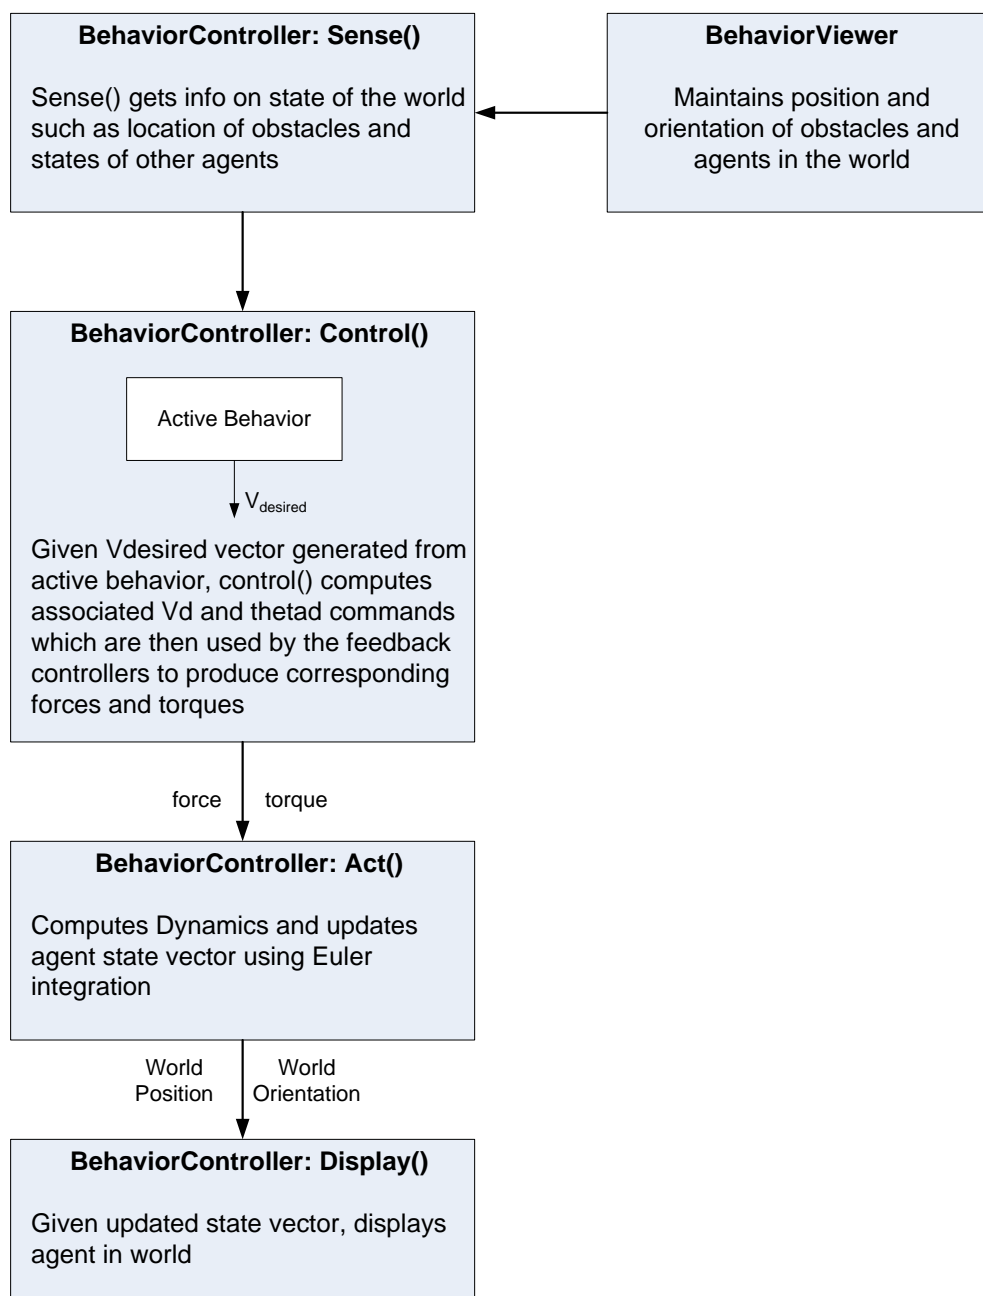 BehaviorController: Sense()
Sense() gets info on state of the world
such as location of obstacles and
states of other agents
BehaviorViewer
Maintains position and
orientation of obstacles and
agents in the world
BehaviorController: Control()
Active Behavior
Vdesired
Given Vdesired vector generated from
active behavior, control() computes
associated Vd and thetad commands
which are then used by the feedback
controllers to produce corresponding
forces and torques
force
torque
BehaviorController: Act()
Computes Dynamics and updates
agent state vector using Euler
integration
World
Position
World
Orientation
BehaviorController: Display()
Given updated state vector, displays
agent in world